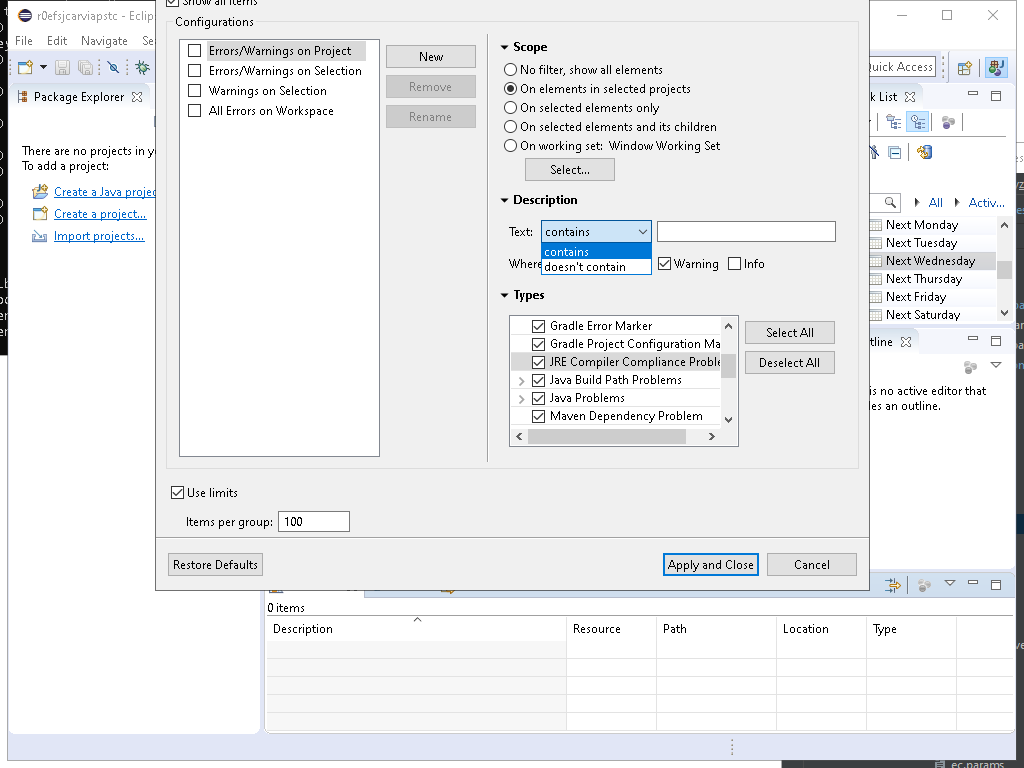 r0efsjcarviapstc - Eclips
Show all items
File Edit Navigate Se
Configurations
Errors/Warnings on Project
Errors/Warnings on Selection
Warnings on Selection
All Errors on Workspace
New
Remove
Rename
Scope
No filter, show all elements
On elements in selected projects
On selected elements only
On selected elements and its children
On working set: Window Working Set
Select...
Description
Text:
contains
contains
doesn't contain
Where
Warning
Info
Types
Gradle Error Marker
Gradle Project Configuration Ma
JRE Compiler Compliance Proble
Java Build Path Problems
Java Problems
Maven Dependency Problem
Select All
Deselect All
Use limits
Items per group:
100
Restore Defaults
Apply and Close
Cancel
Package Explorer
There are no projects in yo
To add a project:
Create a Java projec
Create a project...
Import projects...
Quick Access
k List
All
Activ...
Next Monday
Next Tuesday
Next Wednesday
Next Thursday
Next Friday
Next Saturday
tline
is no active editor that
des an outline.
0 items
Description
Resource
Path
Location
Type
ec.params